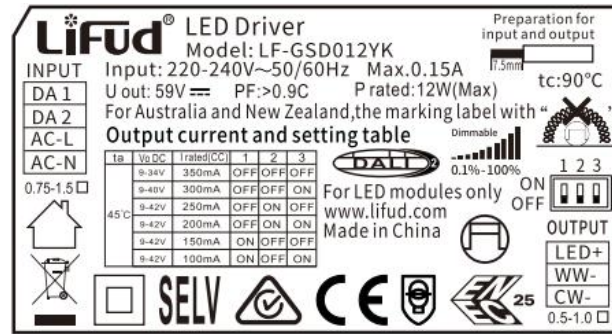 Lifud® LED Driver
Model: LF-GSD012YK
Preparation for
input and output
7.5mm
INPUT
DA 1
DA 2
AC-L
AC-N
0.75-1.5□
Input: 220-240V~50/60Hz Max.0.15A
U out: 59V ⎓ PF:>0.9C P rated:12W(Max)
tc:90°C
For Australia and New Zealand,the marking label with “ ”
Output current and setting table
ta Vo DC I rated(CC) 1 2 3
45°C
9-34V 350mA OFF OFF OFF
9-40V 300mA OFF OFF ON
9-42V 250mA OFF ON OFF
9-42V 200mA OFF ON ON
9-42V 150mA ON OFF OFF
9-42V 100mA ON OFF ON
DALI 2
Dimmable
0.1%-100%
For LED modules only
www.lifud.com
Made in China
1 2 3
ON
OFF
OUTPUT
LED+
WW-
CW-
0.5-1.0□
SELV
CE
ENEC
25